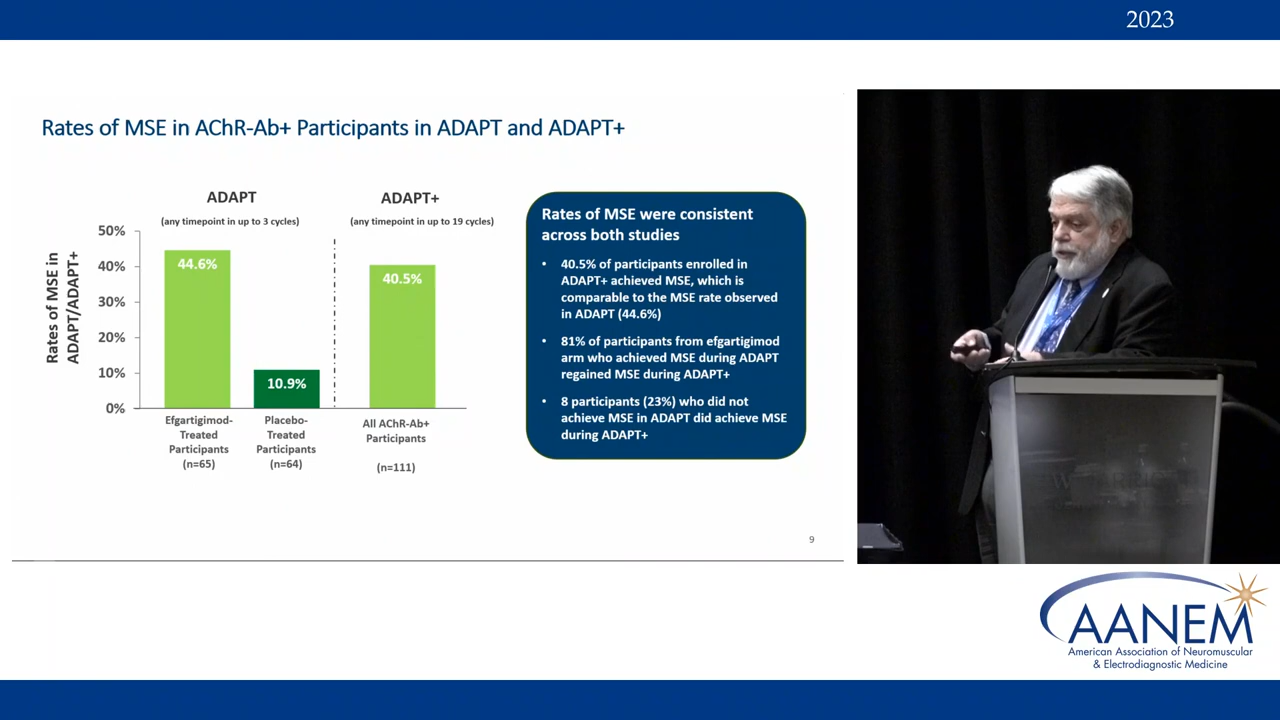 2023
Rates of MSE in AChR-Ab+ Participants in ADAPT and ADAPT+
ADAPT
(any timepoint in up to 3 cycles)
ADAPT+
(any timepoint in up to 19 cycles)
Rates of MSE in
ADAPT/ADAPT+
50%
40%
30%
20%
10%
0%
44.6%
10.9%
40.5%
Efgartigimod-
Treated
Participants
(n=65)
Placebo-
Treated
Participants
(n=64)
All AChR-Ab+
Participants
(n=111)
Rates of MSE were consistent
across both studies
• 40.5% of participants enrolled in
ADAPT+ achieved MSE, which is
comparable to the MSE rate observed
in ADAPT (44.6%)
• 81% of participants from efgartigimod
arm who achieved MSE during ADAPT
regained MSE during ADAPT+
• 8 participants (23%) who did not
achieve MSE in ADAPT did achieve MSE
during ADAPT+
9
AANEM
American Association of Neuromuscular
& Electrodiagnostic Medicine